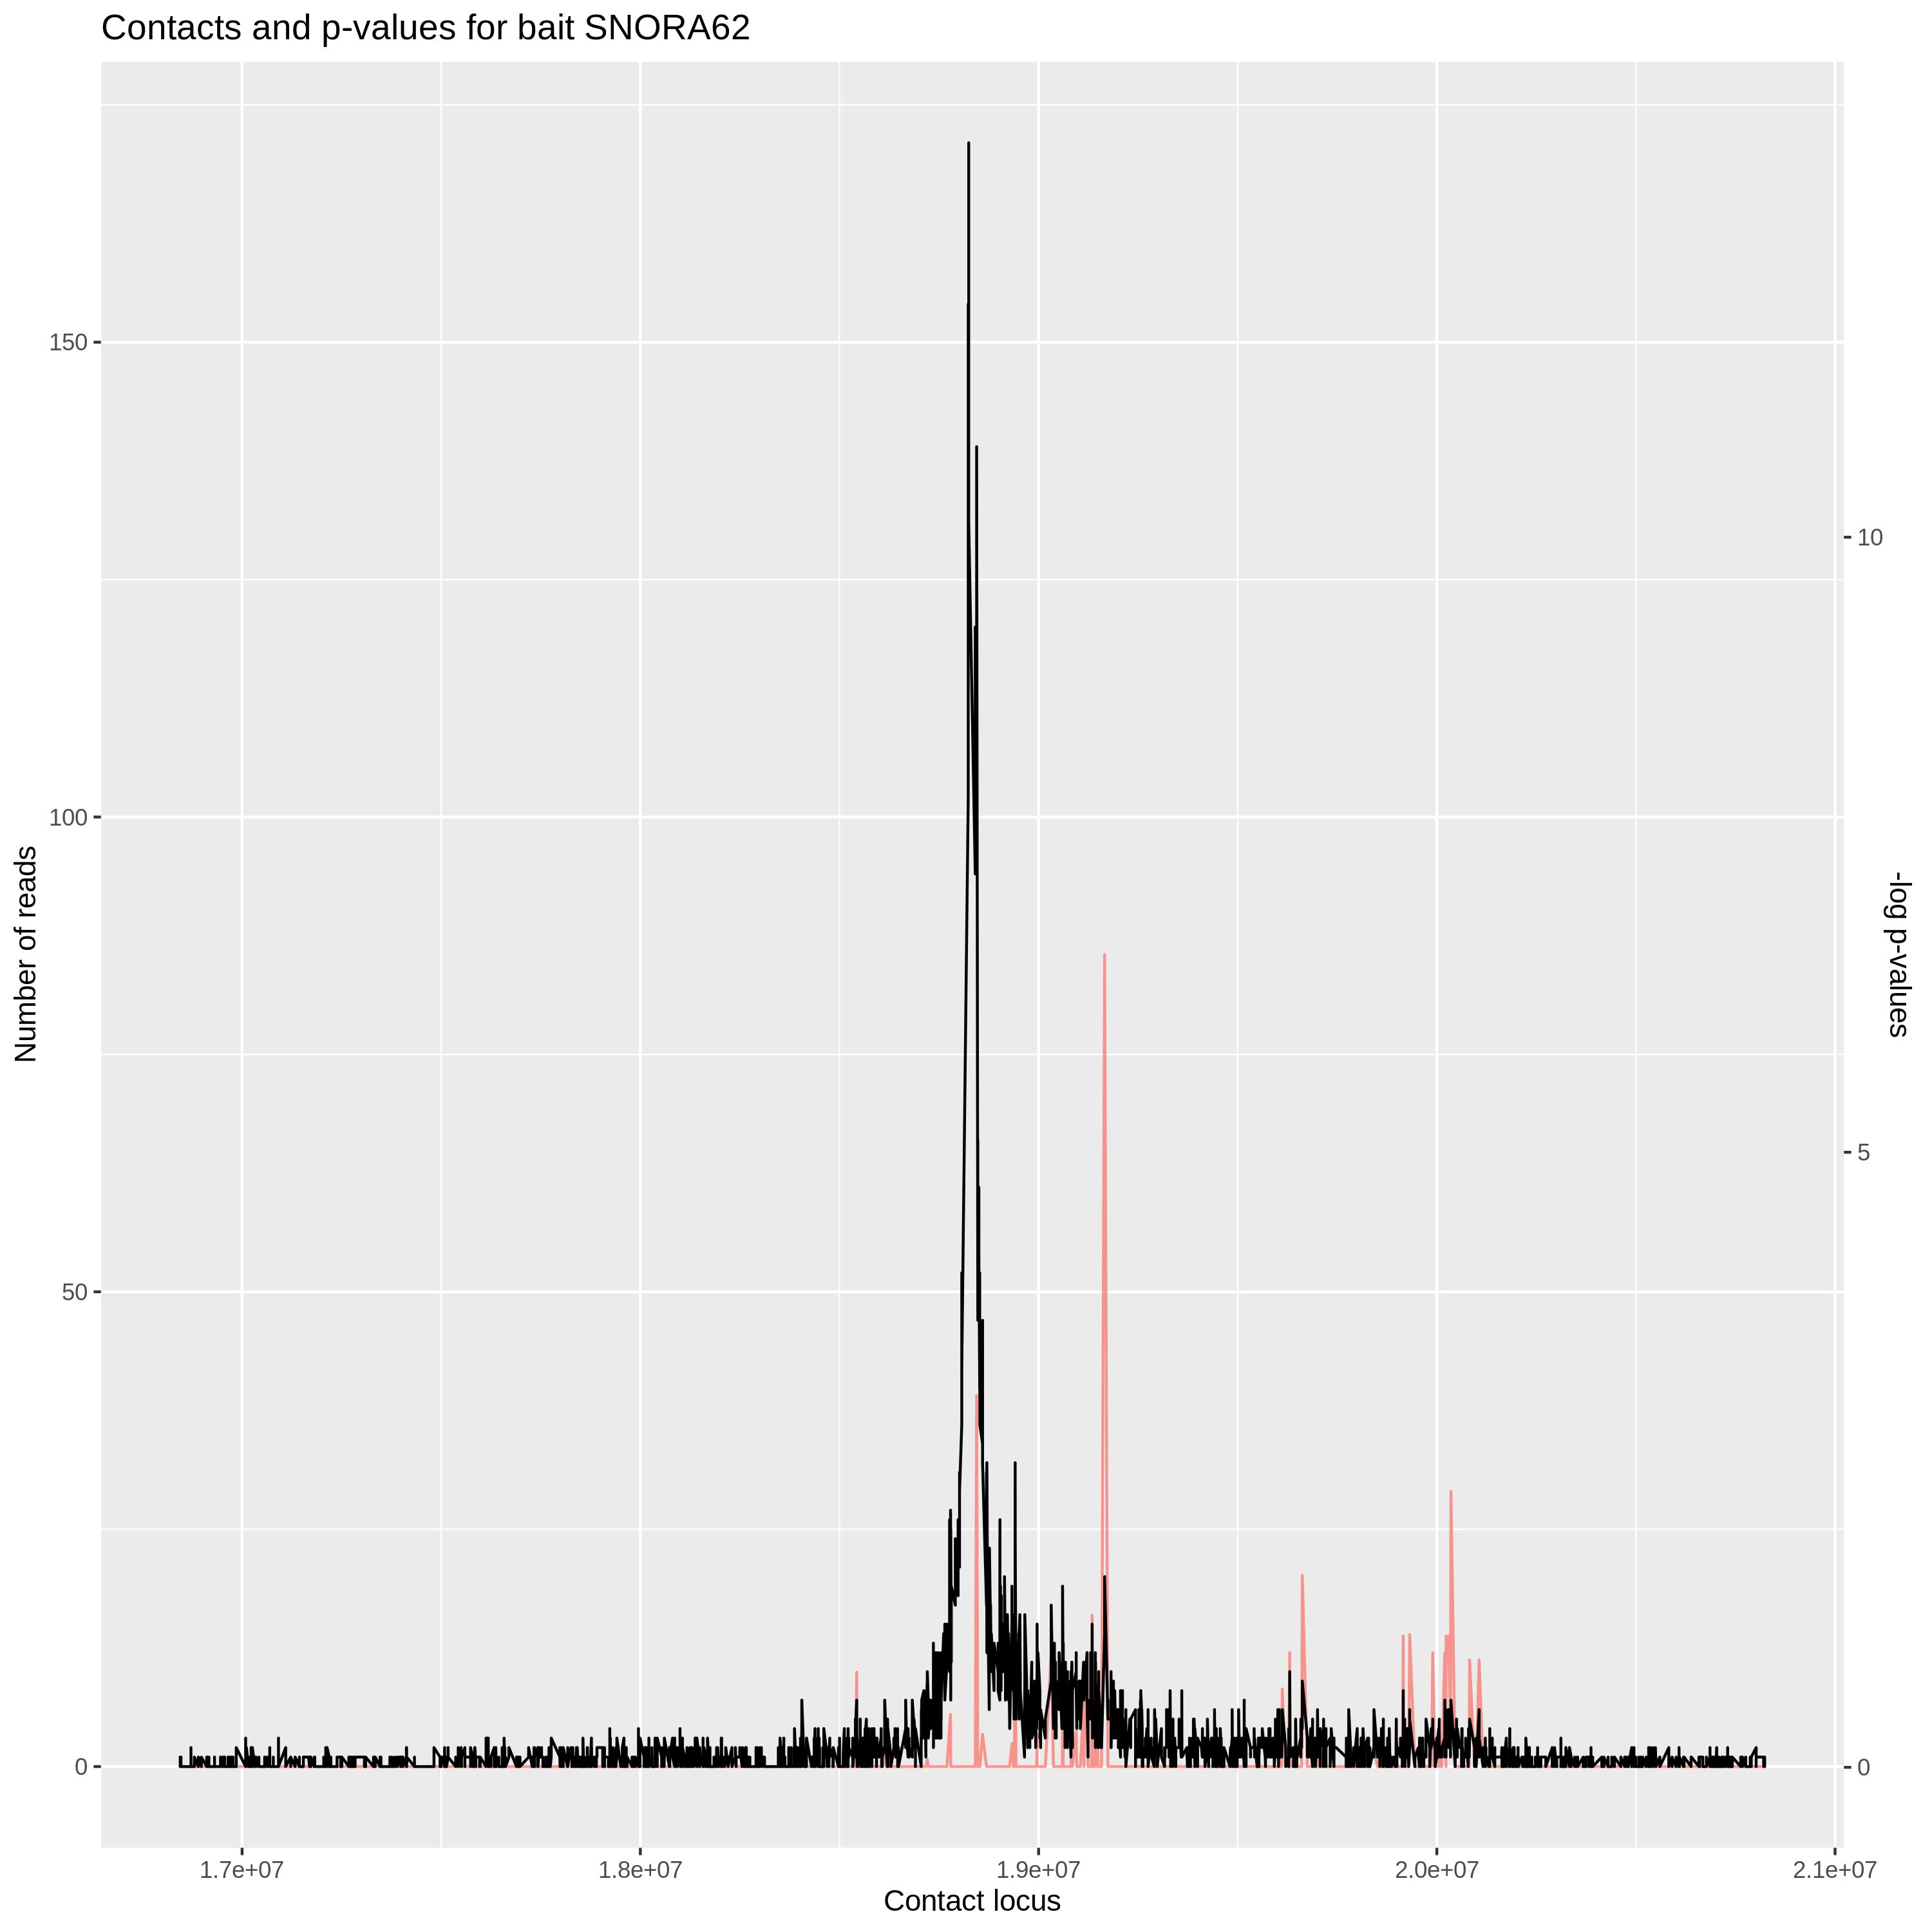 Contacts and p-values for bait SNORA62
150
100
50
0
Number of reads
10
5
0
-log p-values
1.7e+07
1.8e+07
1.9e+07
2.0e+07
2.1e+07
Contact locus